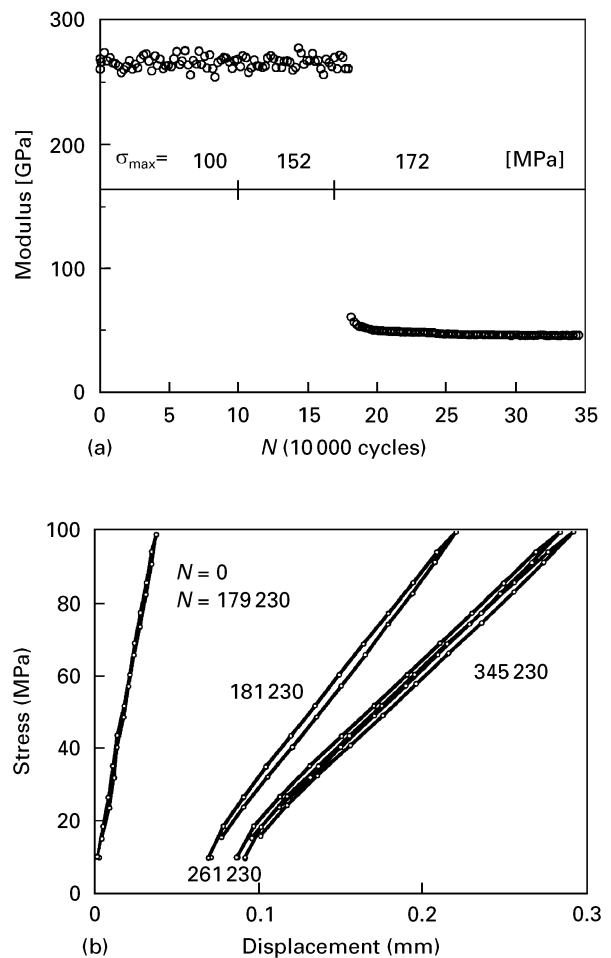 300
200
100
0
Modulus [GPa]
σmax= 100 152 172 [MPa]
0 5 10 15 20 25 30 35
N (10 000 cycles)
(a)
100
80
60
40
20
0
Stress (MPa)
N = 0
N = 179 230
181 230
345 230
261 230
0 0.1 0.2 0.3
Displacement (mm)
(b)